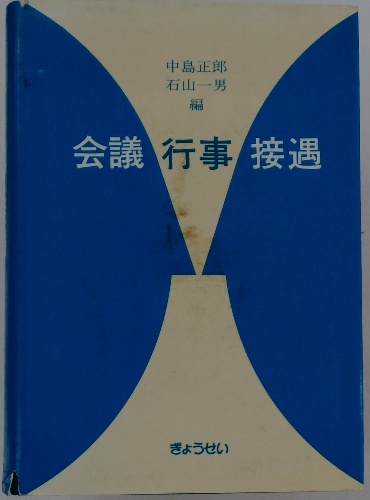 中島正郎
石山一男
編
会議 行事 接遇
ぎょうせい